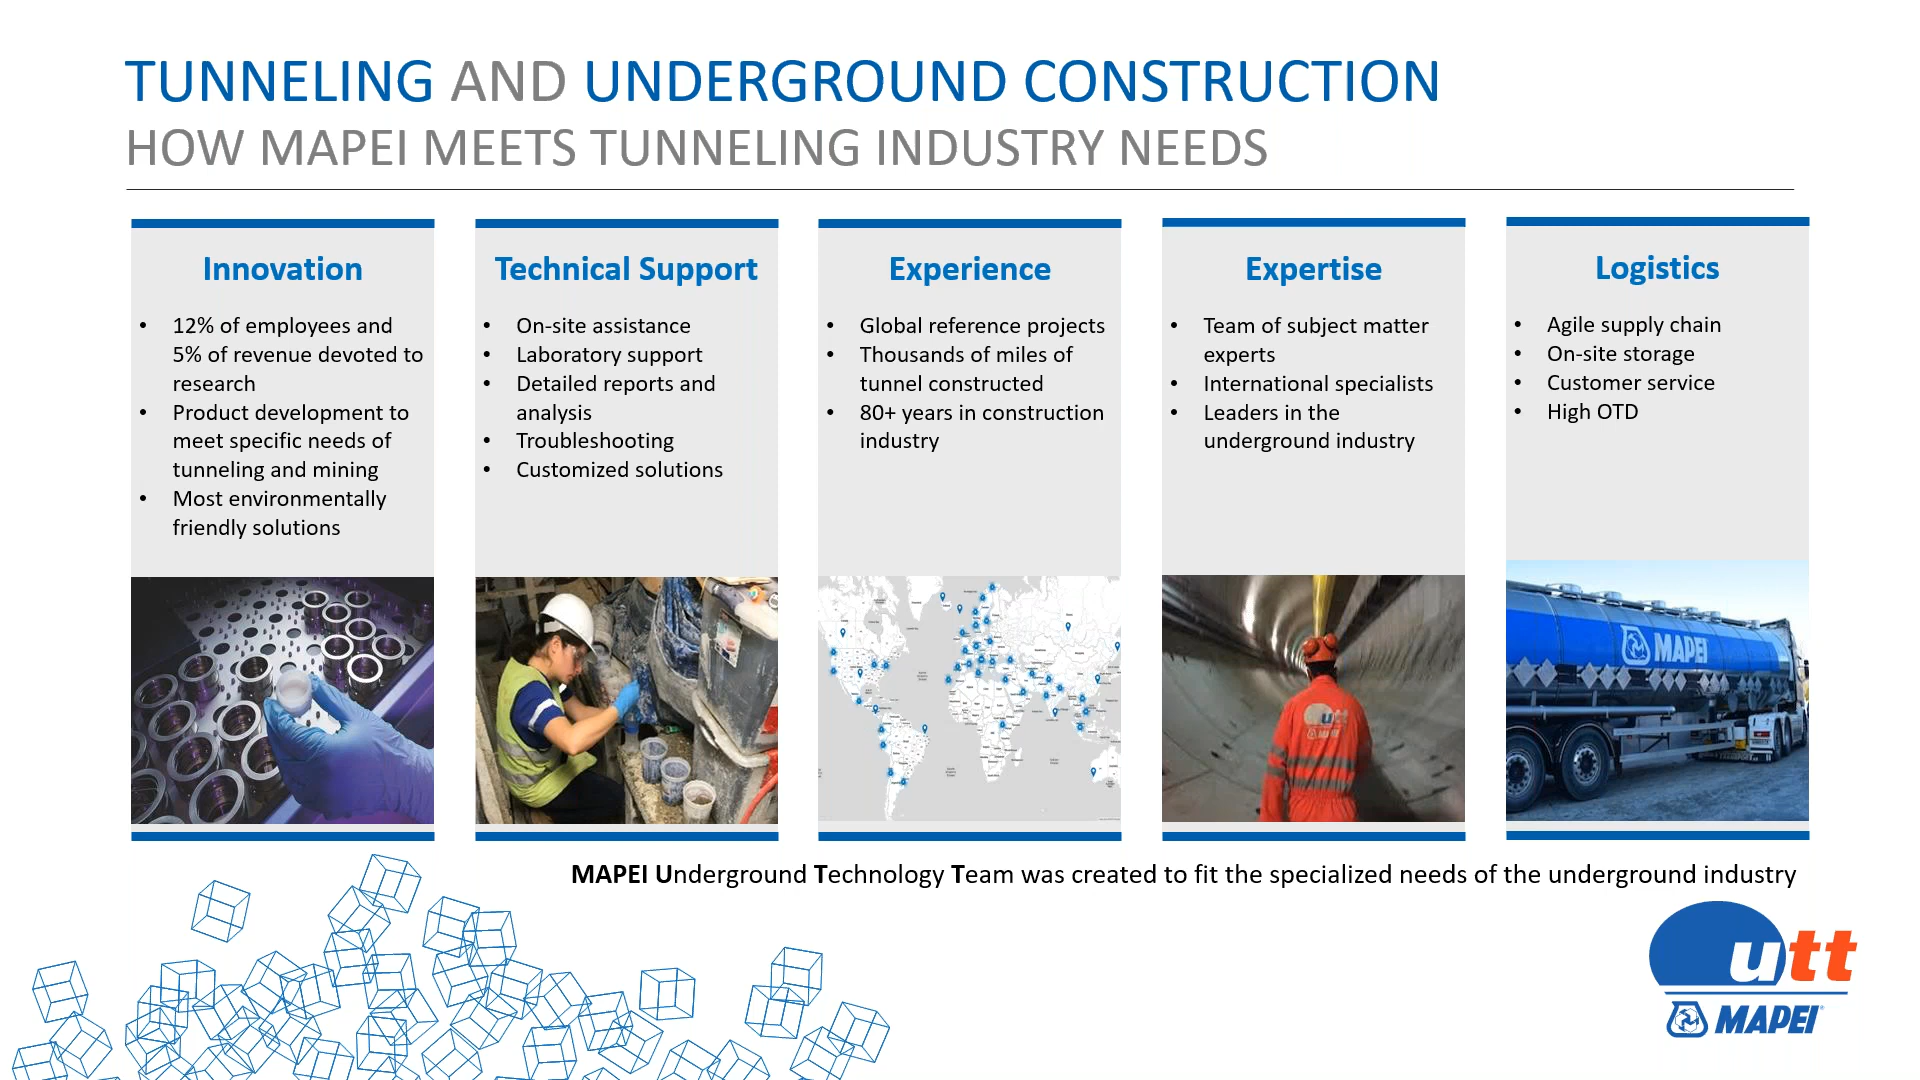 TUNNELING AND UNDERGROUND CONSTRUCTION
HOW MAPEI MEETS TUNNELING INDUSTRY NEEDS
Innovation
• 12% of employees and
5% of revenue devoted to
research
• Product development to
meet specific needs of
tunneling and mining
• Most environmentally
friendly solutions
Technical Support
• On-site assistance
• Laboratory support
• Detailed reports and
analysis
• Troubleshooting
• Customized solutions
Experience
• Global reference projects
• Thousands of miles of
tunnel constructed
• 80+ years in construction
industry
Expertise
• Team of subject matter
experts
• International specialists
• Leaders in the
underground industry
utt
MAPEI
Logistics
• Agile supply chain
• On-site storage
• Customer service
• High OTD
MAPEI
MAPEI Underground Technology Team was created to fit the specialized needs of the underground industry
utt
MAPEI®